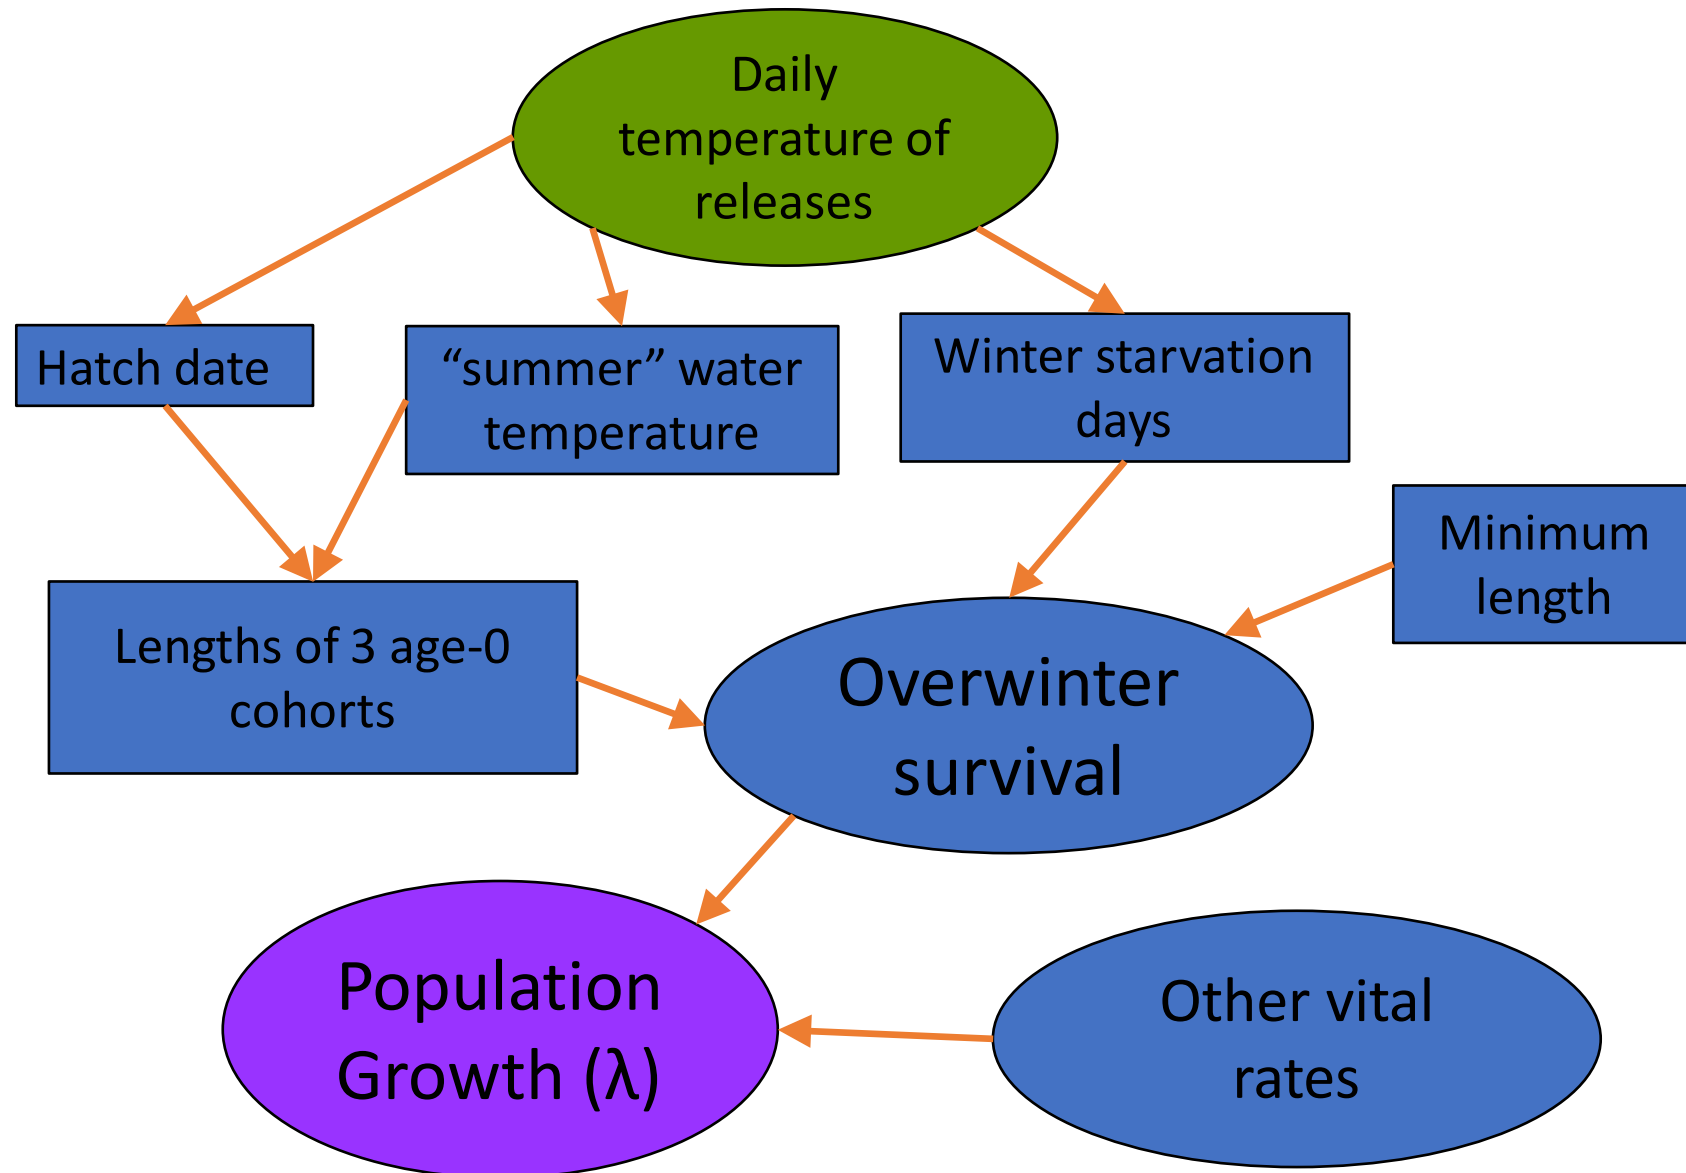 Daily
temperature of
releases
Hatch date
“summer” water
temperature
Winter starvation
days
Minimum
length
Lengths of 3 age-0
cohorts
Overwinter
survival
Population
Growth (λ)
Other vital
rates